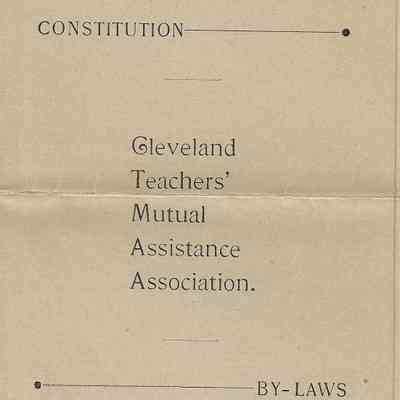 CONSTITUTION
Cleveland
Teachers'
Mutual
Assistance
Association.
BY-LAWS